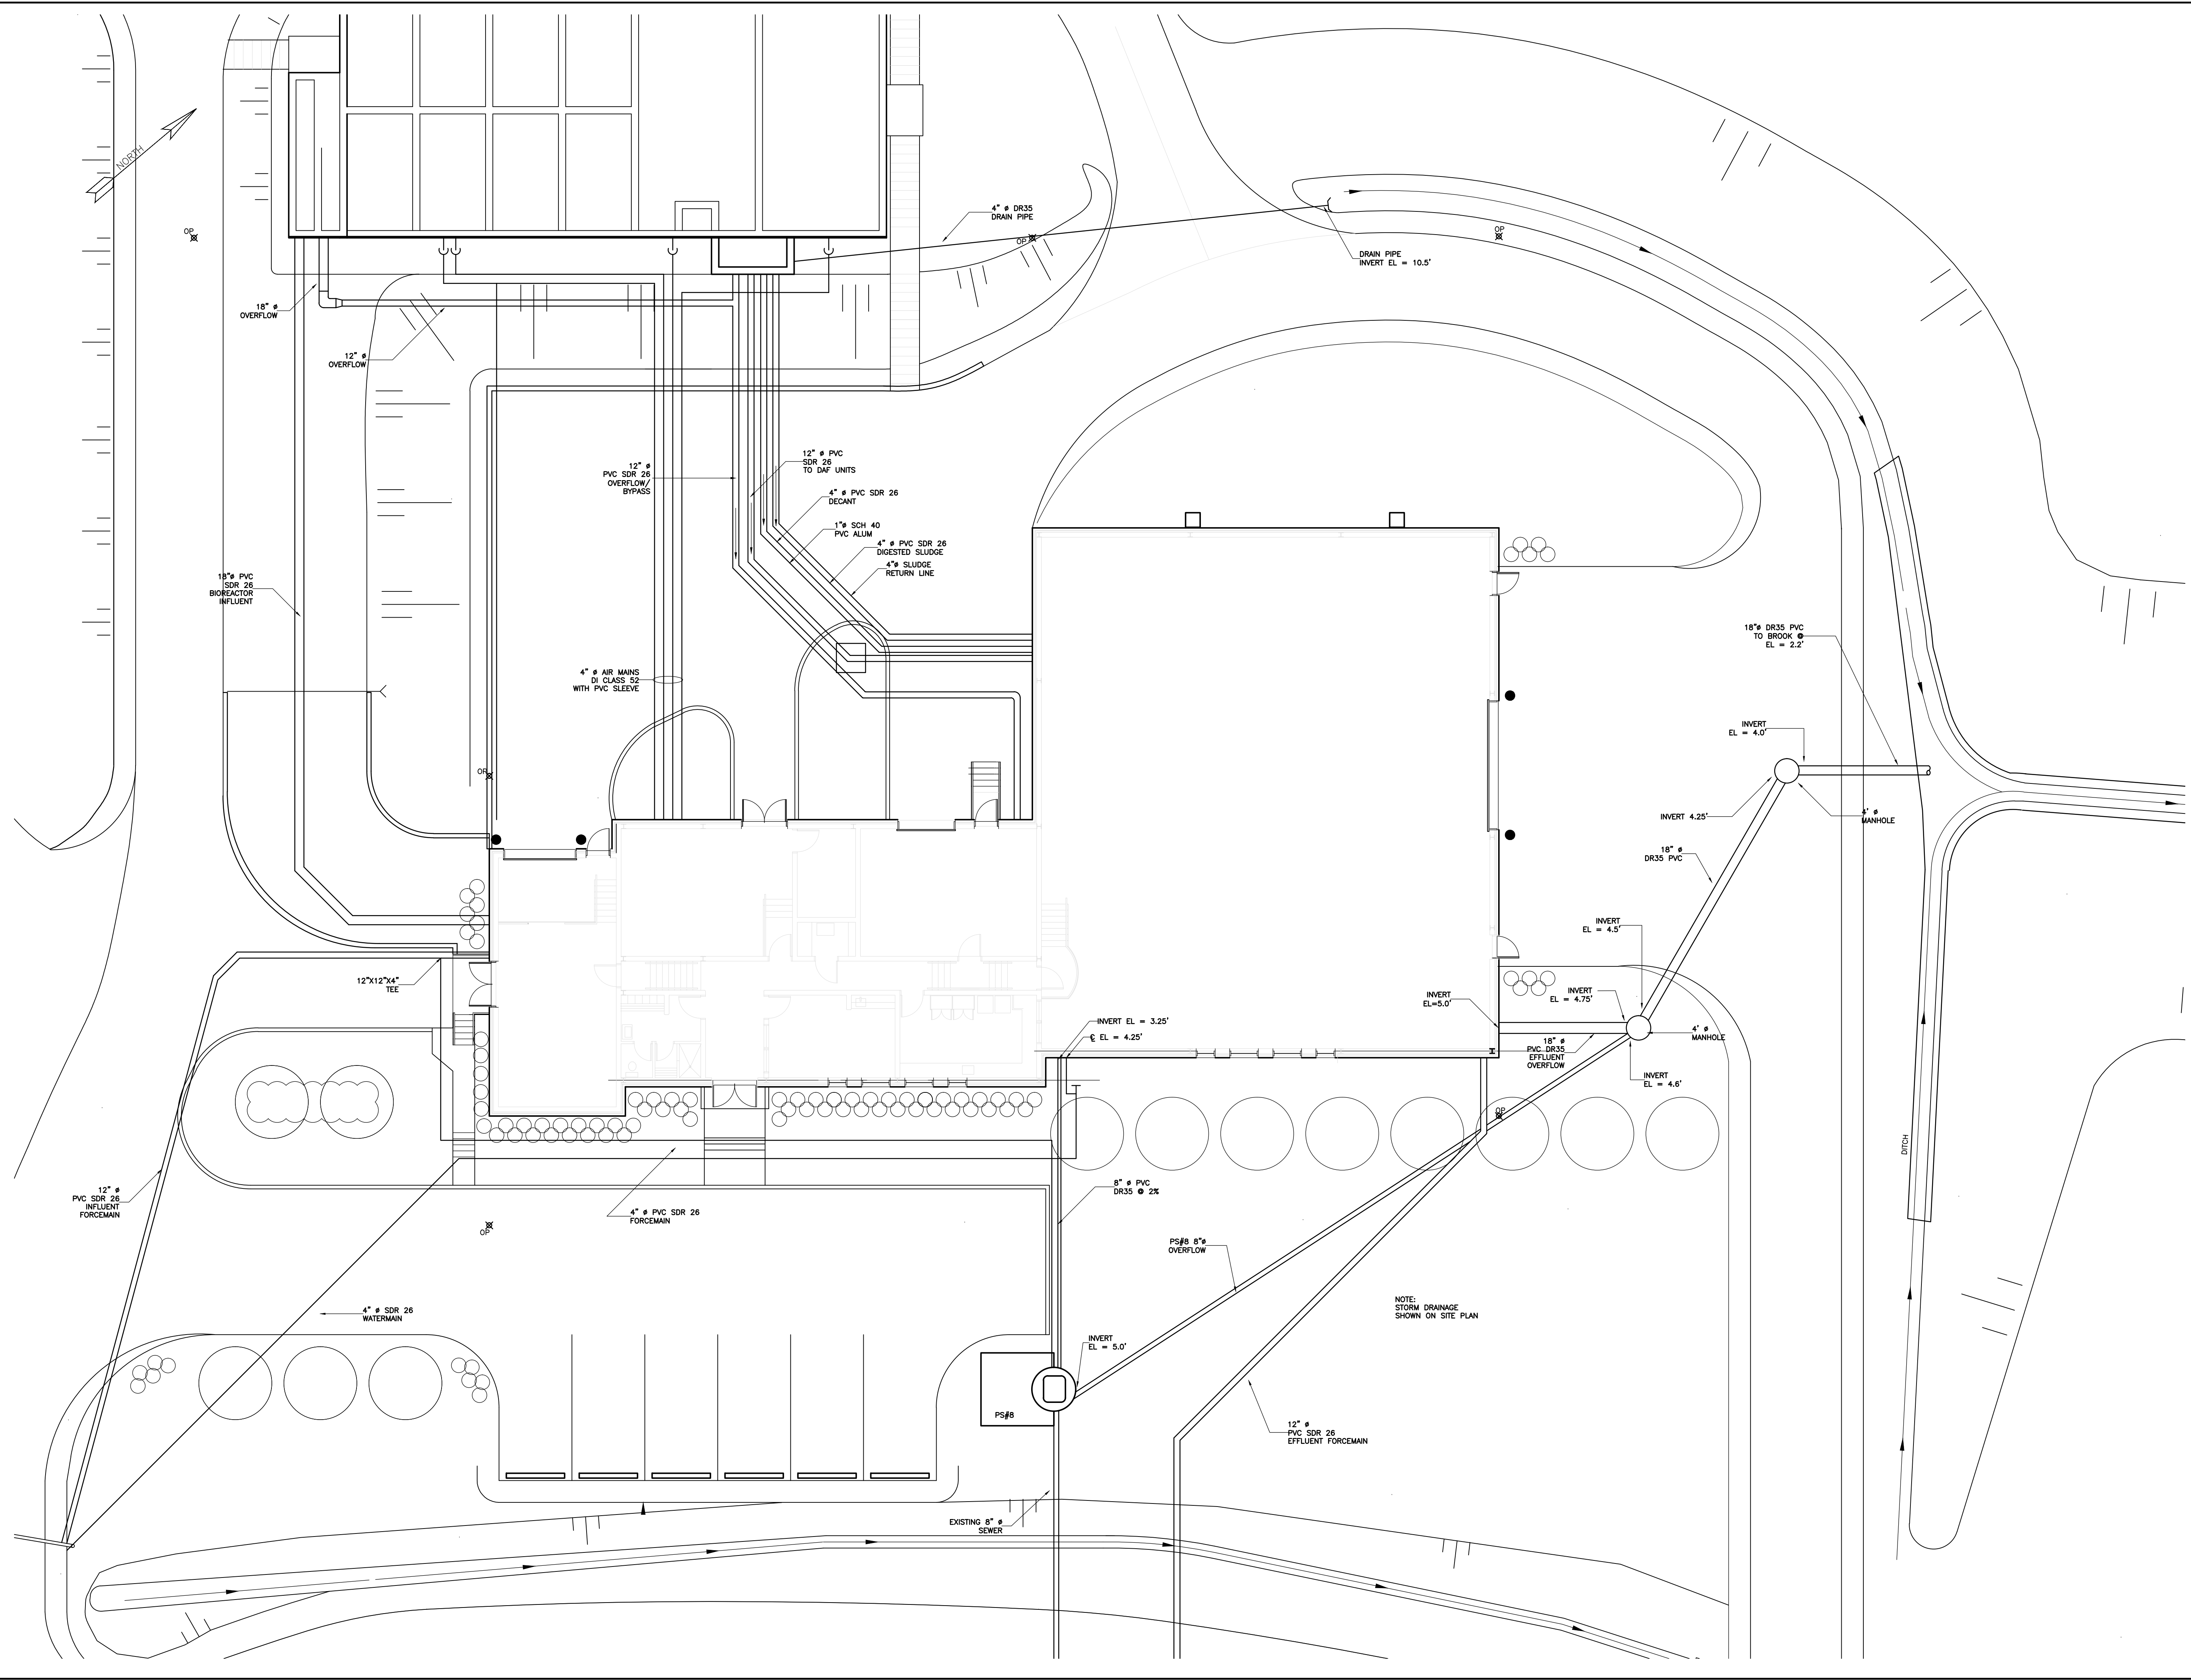 NORTH
OP
4" ø DR35
DRAIN PIPE
OP
OP
DRAIN PIPE
INVERT EL = 10.5'
18" ø
OVERFLOW
12" ø
OVERFLOW
12" ø
PVC SDR 26
OVERFLOW/
BYPASS
12" ø PVC
SDR 26
TO DAF UNITS
4" ø PVC SDR 26
DECANT
1"ø SCH 40
PVC ALUM
4" ø PVC SDR 26
DIGESTED SLUDGE
4"ø SLUDGE
RETURN LINE
18"ø PVC
SDR 26
BIOREACTOR
INFLUENT
4" ø AIR MAINS
DI CLASS 52
WITH PVC SLEEVE
18"ø DR35 PVC
TO BROOK @
EL = 2.2'
INVERT
EL = 4.0'
OP
INVERT 4.25'
4' ø
MANHOLE
18" ø
DR35 PVC
INVERT
EL = 4.5'
12"X12"X4"
TEE
INVERT
EL=5.0'
INVERT
EL = 4.75'
INVERT EL = 3.25'
℄ EL = 4.25'
18" ø
PVC DR35
EFFLUENT
OVERFLOW
4' ø
MANHOLE
INVERT
EL = 4.6'
OP
DITCH
12" ø
PVC SDR 26
INFLUENT
FORCEMAIN
8" ø PVC
DR35 @ 2%
4" ø PVC SDR 26
FORCEMAIN
OP
PS#8 8"ø
OVERFLOW
4" ø SDR 26
WATERMAIN
NOTE:
STORM DRAINAGE
SHOWN ON SITE PLAN
INVERT
EL = 5.0'
PS#8
12" ø
PVC SDR 26
EFFLUENT FORCEMAIN
EXISTING 8" ø
SEWER